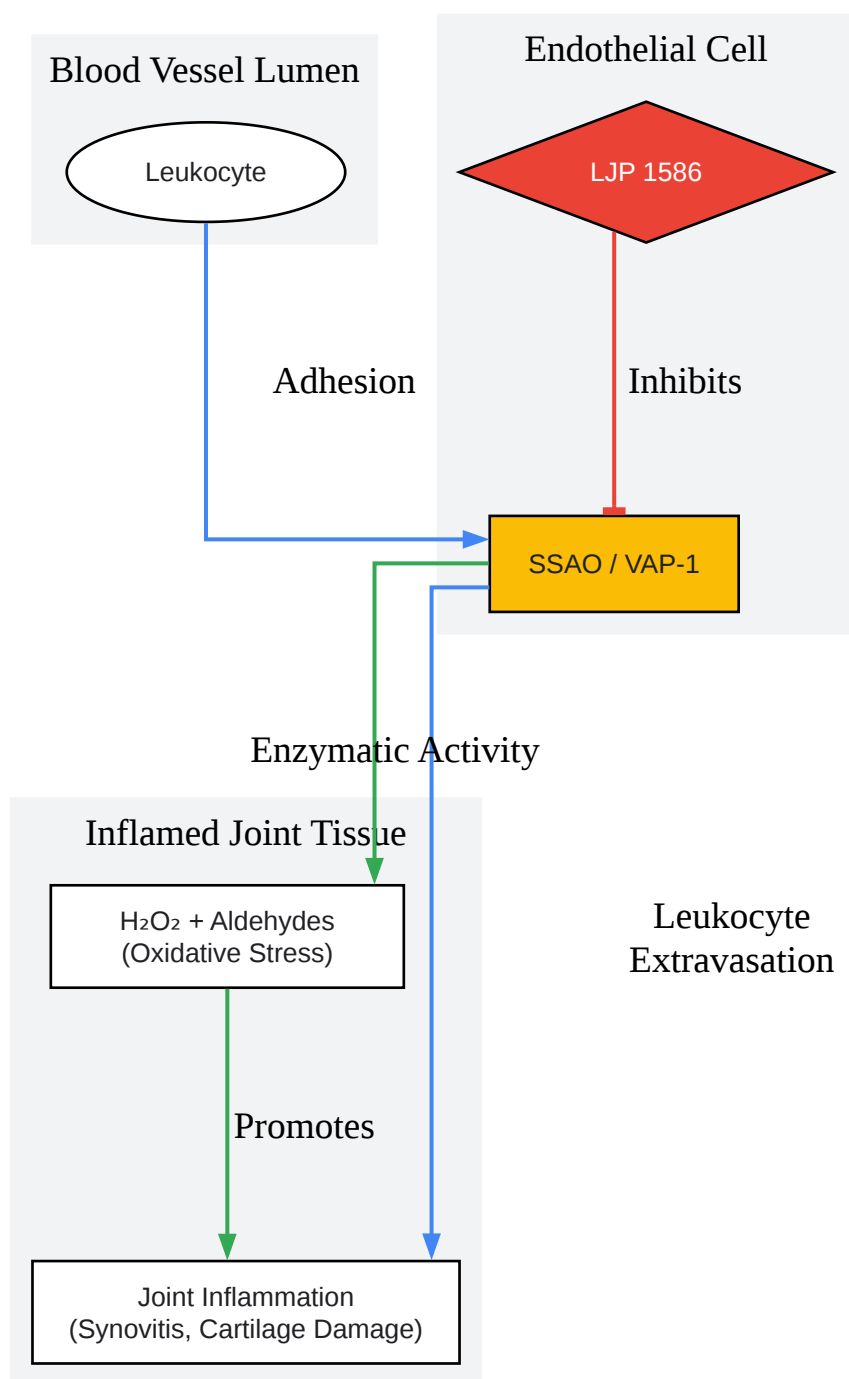 Blood Vessel Lumen
Endothelial Cell
Leukocyte
LJP 1586
Adhesion
Inhibits
SSAO / VAP-1
Enzymatic Activity
Inflamed Joint Tissue
H₂O₂ + Aldehydes
(Oxidative Stress)
Leukocyte
Extravasation
Promotes
Joint Inflammation
(Synovitis, Cartilage Damage)